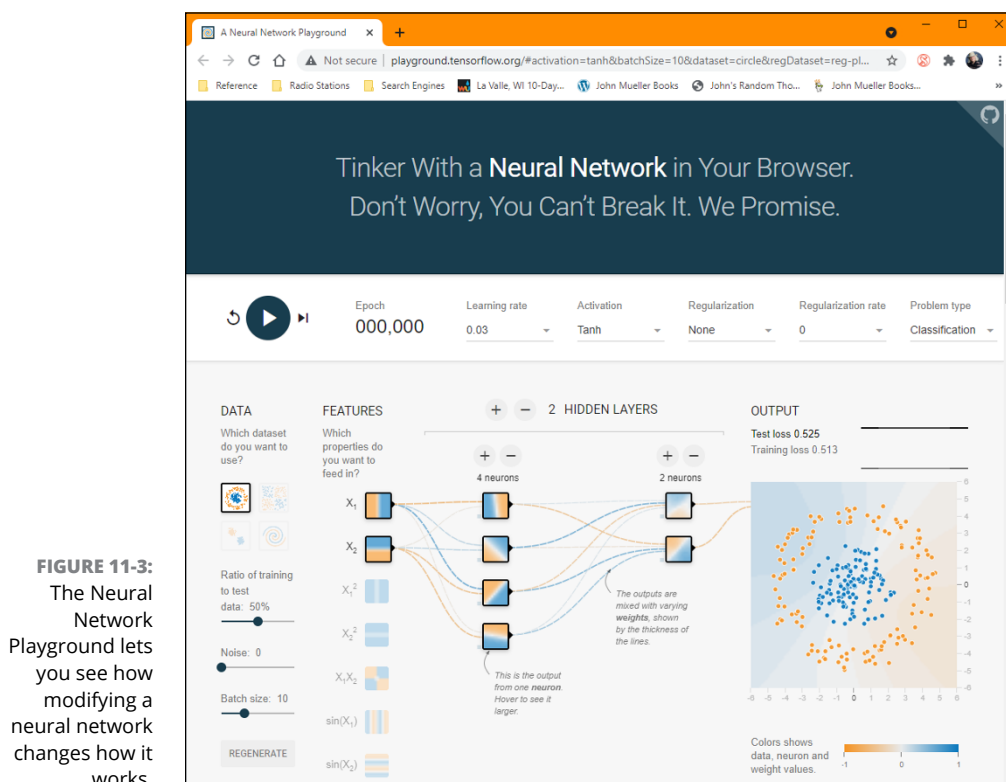 A Neural Network Playground
Not secure | playground.tensorflow.org/#activation=tanh&batchSize=10&dataset=circle&regDataset=reg-pl...
Reference Radio Stations Search Engines La Valle, WI 10-Day... John Mueller Books John's Random Tho... John Mueller Books... »
Tinker With a Neural Network in Your Browser.
Don't Worry, You Can't Break It. We Promise.
Epoch
000,000
Learning rate
0.03
Activation
Tanh
Regularization
None
Regularization rate
0
Problem type
Classification
DATA
Which dataset
do you want to
use?
Ratio of training
to test
data: 50%
Noise: 0
Batch size: 10
REGENERATE
FEATURES
Which
properties do
you want to
feed in?
X₁
X₂
X₁²
X₂²
X₁X₂
sin(X₁)
sin(X₂)
+ − 2 HIDDEN LAYERS
+ −
4 neurons
+ −
2 neurons
The outputs are
mixed with varying
weights, shown
by the thickness of
the lines.
This is the output
from one neuron.
Hover to see it
larger.
OUTPUT
Test loss 0.525
Training loss 0.513
6
5
4
3
2
1
0
-1
-2
-3
-4
-5
-6
-6 -5 -4 -3 -2 -1 0 1 2 3 4 5 6
Colors shows
data, neuron and
weight values.
-1 0 1
FIGURE 11-3:
The Neural
Network
Playground lets
you see how
modifying a
neural network
changes how it
works.